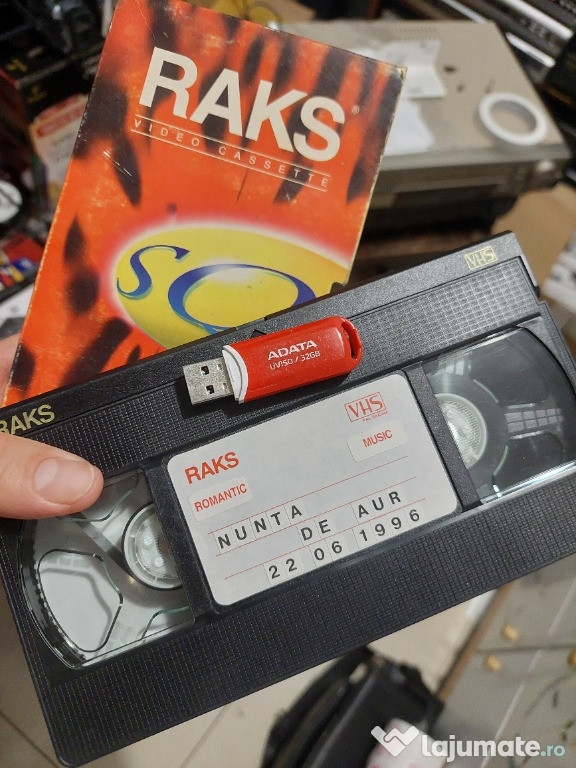 RAKS®
VIDEO CASSETTE
SQ
VHS
ADATA
UV150 / 32GB
RAKS
VHS
RAKS
MUSIC
ROMANTIC
NUNTA
DE AUR
22 06 1996
lajumate.ro